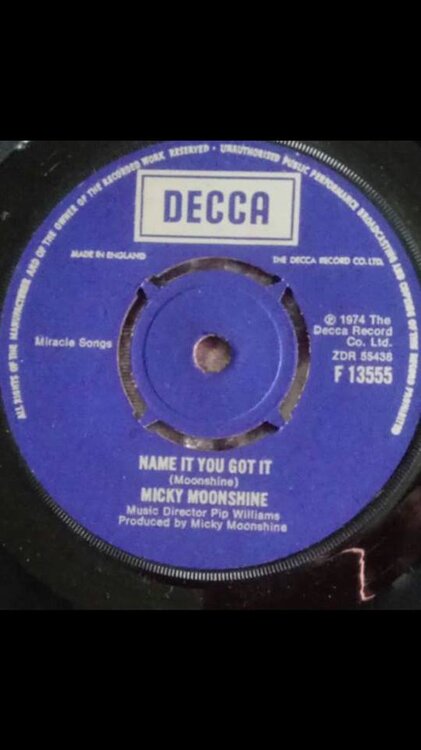 ALL RIGHTS OF THE MANUFACTURER AND OF THE OWNER OF THE RECORDED WORK RESERVED · UNAUTHORISED PUBLIC PERFORMANCE BROADCASTING AND COPYING OF THIS RECORD PROHIBITED
DECCA
MADE IN ENGLAND
THE DECCA RECORD CO. LTD.
Miracle Songs
℗ 1974 The
Decca Record
Co. Ltd.
ZDR 55438
F 13555
NAME IT YOU GOT IT
(Moonshine)
MICKY MOONSHINE
Music Director Pip Williams
Produced by Micky Moonshine